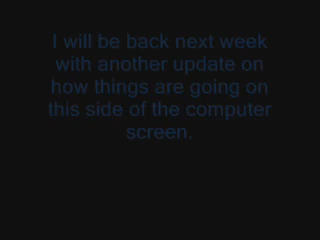 I will be back next week
with another update on
how things are going on
this side of the computer
screen.